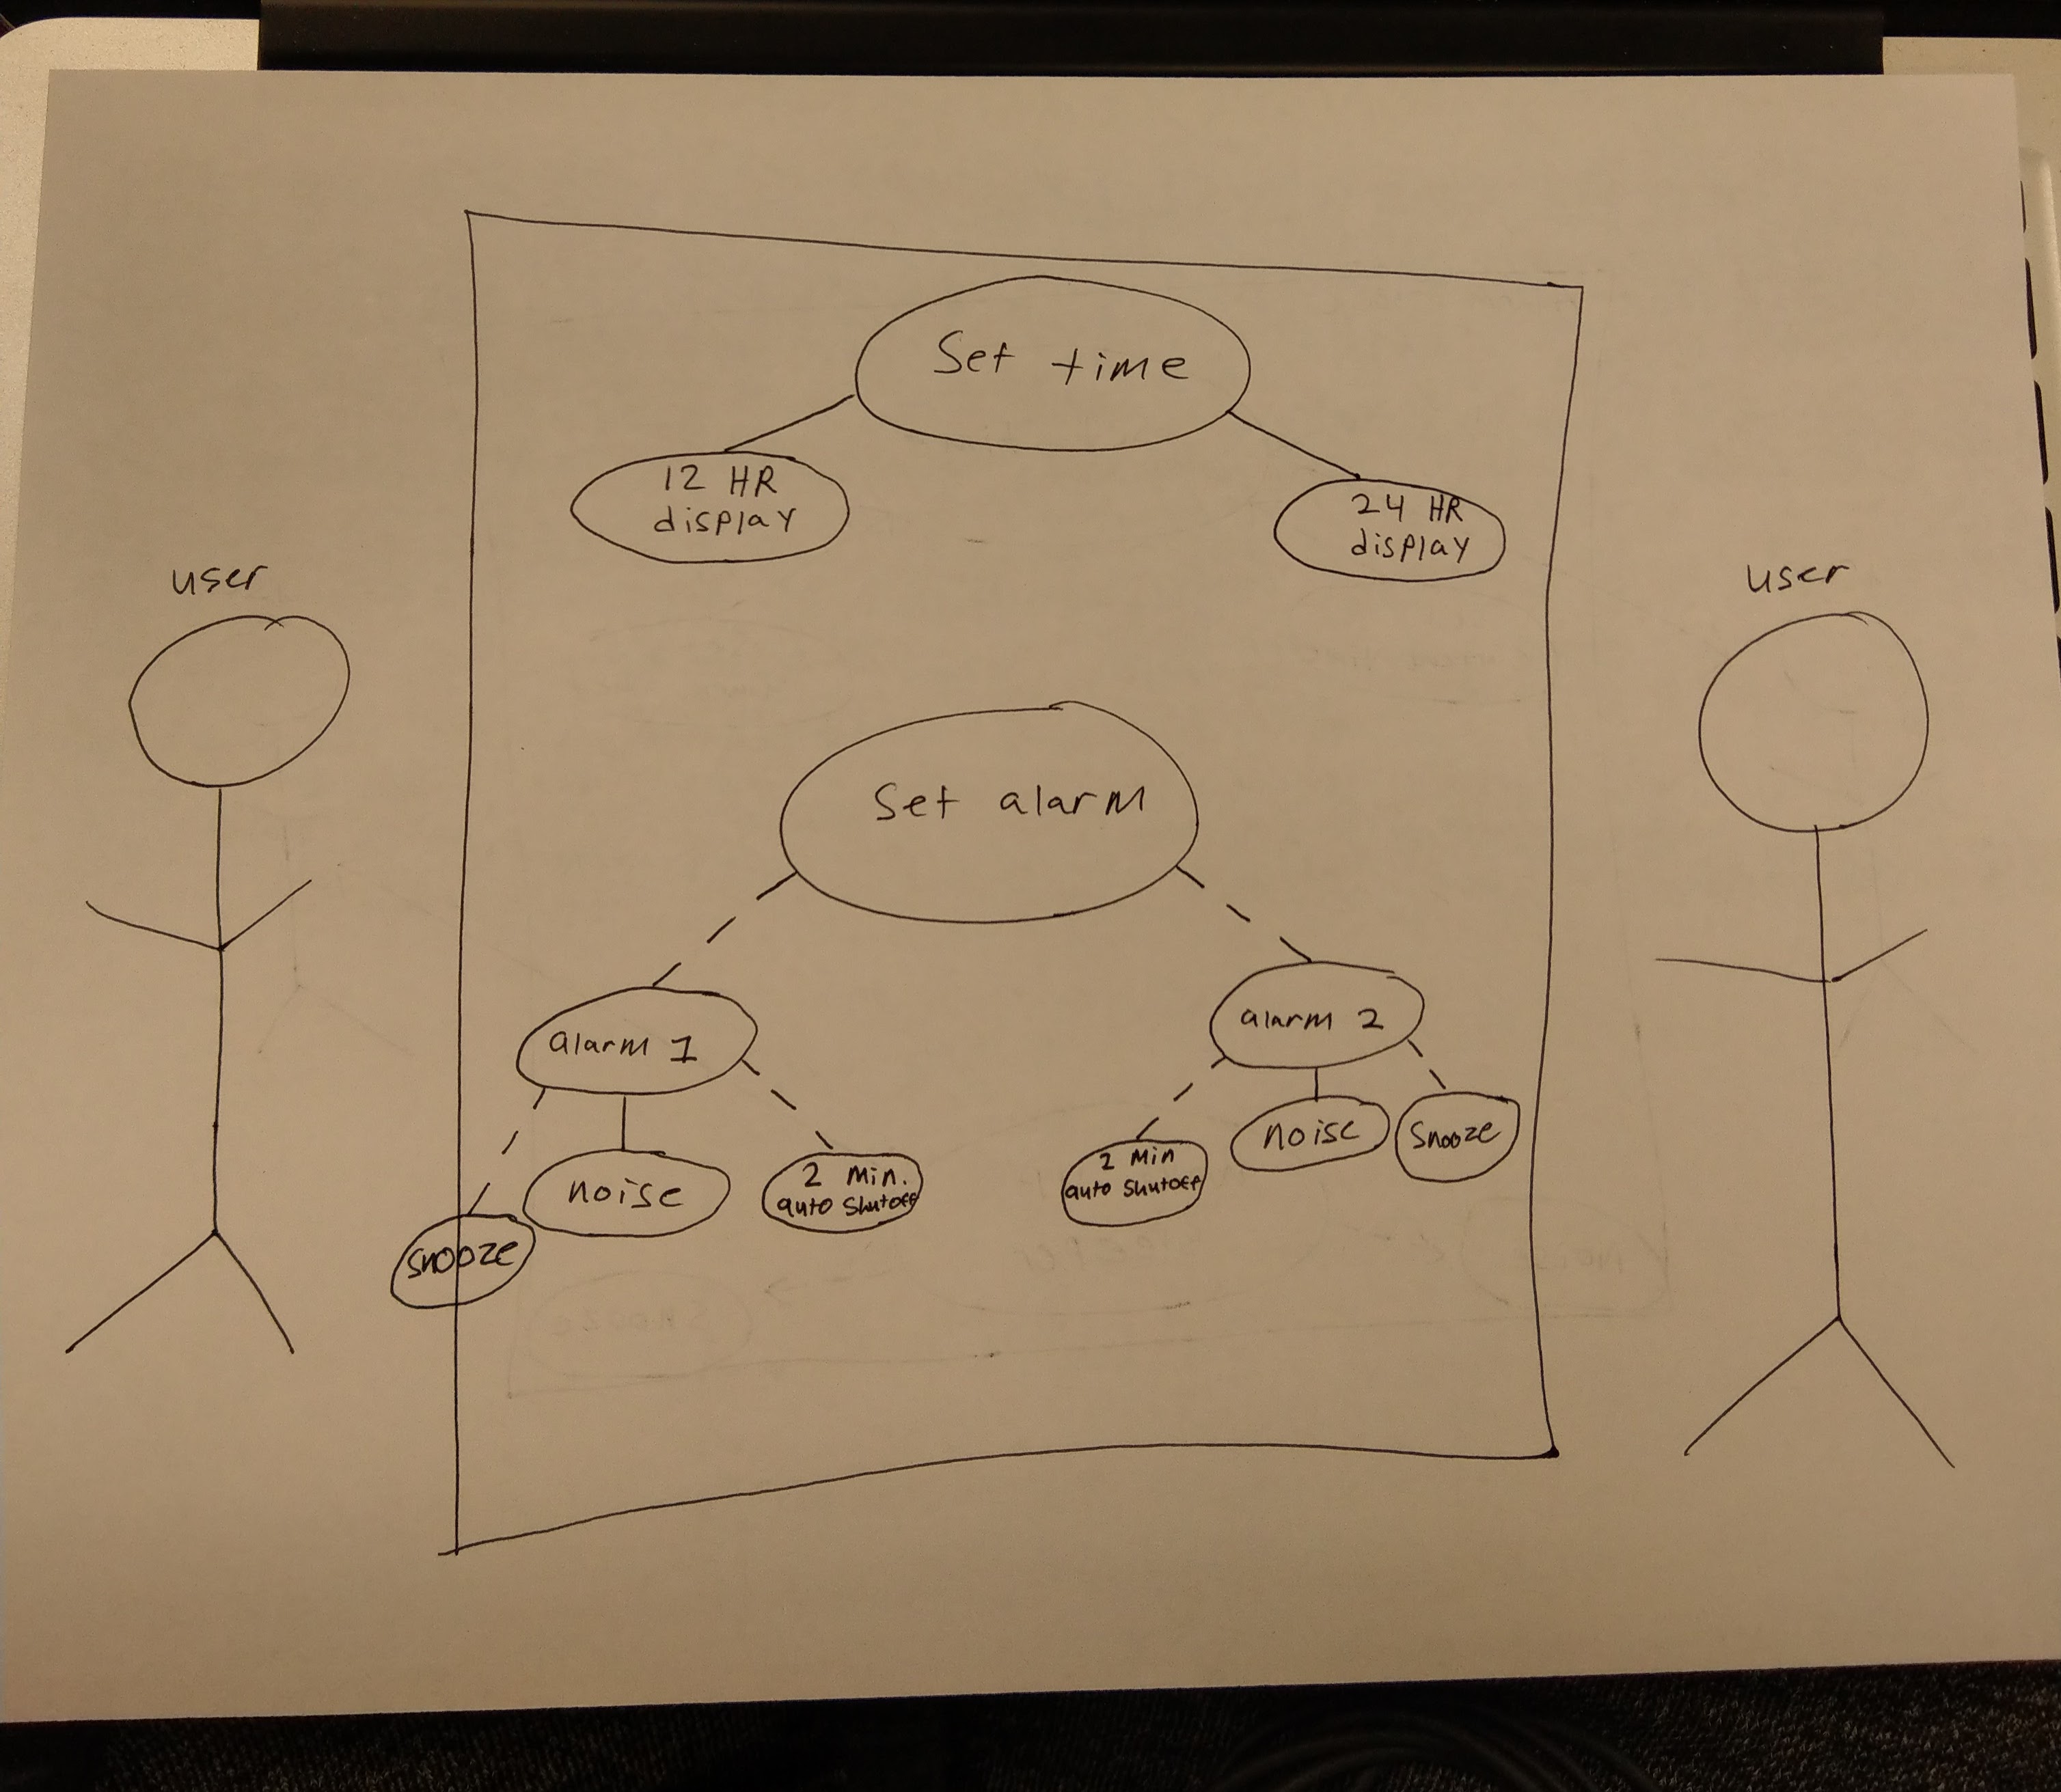 Set time
12 HR
display
24 HR
display
user
user
Set alarm
alarm 1
alarm 2
snooze
noise
2 Min.
auto shutoff
2 Min
auto shutoff
noise
snooze